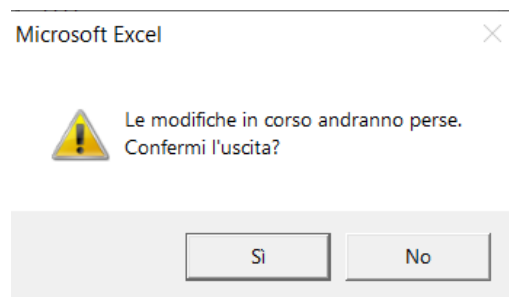 Microsoft Excel
Le modifiche in corso andranno perse.
Confermi l'uscita?
Sì
No